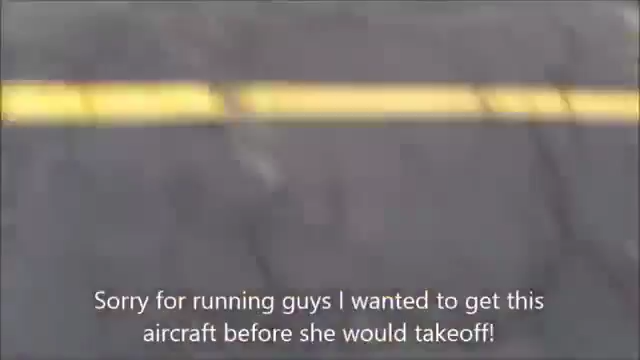 Sorry for running guys I wanted to get this
aircraft before she would takeoff!